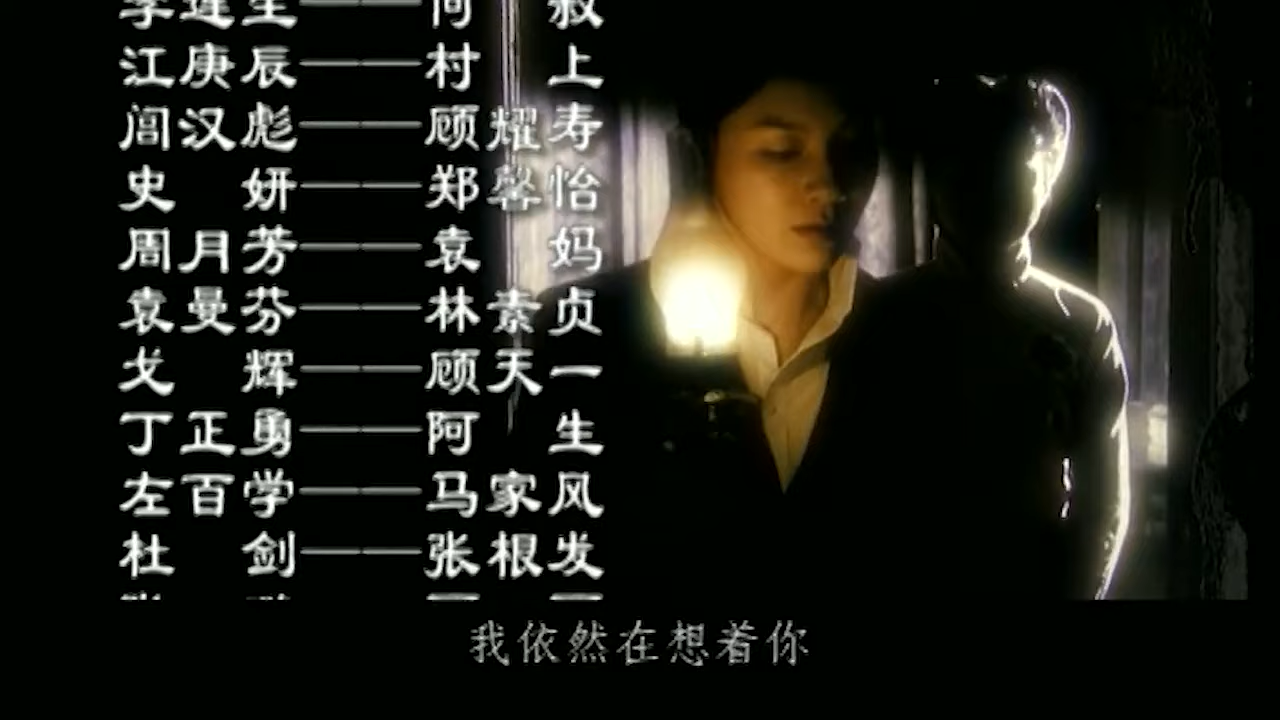 江庚辰——村 上
闾汉彪——顾耀寿
史 妍——郑馨怡
周月芳——袁 妈
袁曼芬——林素贞
戈 辉——顾天一
丁正勇——阿 生
左百学——马家风
杜 剑——张根发
我依然在想着你